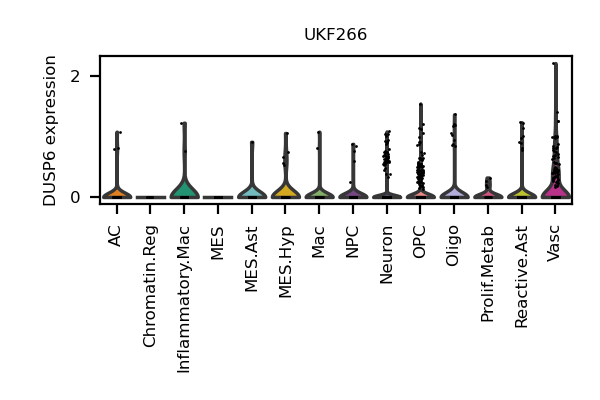 UKF266
DUSP6 expression
2
0
AC
Chromatin.Reg
Inflammatory.Mac
MES
MES.Ast
MES.Hyp
Mac
NPC
Neuron
OPC
Oligo
Prolif.Metab
Reactive.Ast
Vasc